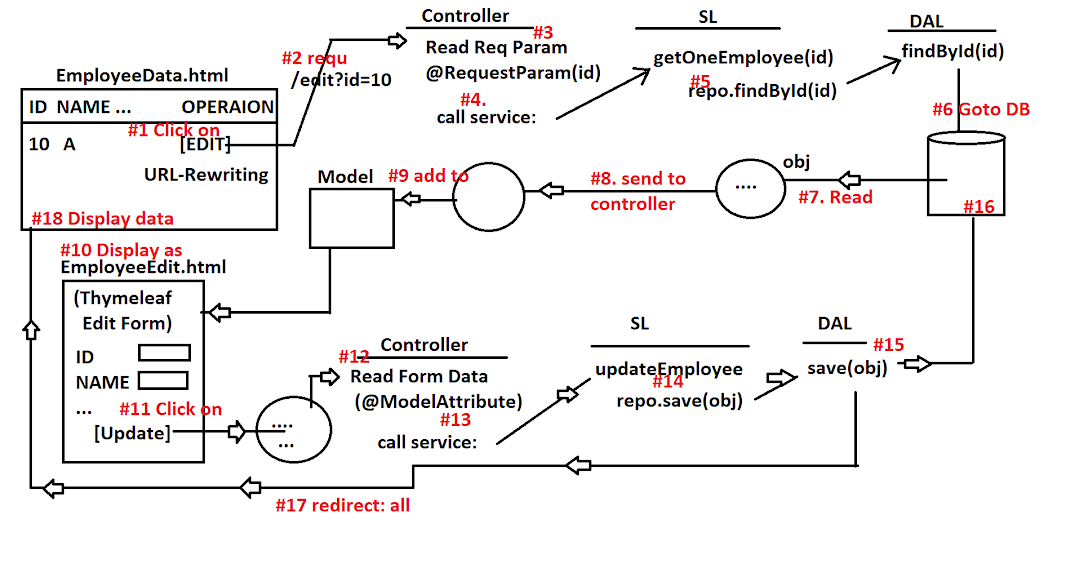 Controller
SL
DAL
#3
Read Req Param
@RequestParam(id)
#2 requ
/edit?id=10
getOneEmployee(id)
#5
repo.findById(id)
findById(id)
#4.
call service:
#6 Goto DB
EmployeeData.html
ID NAME ... OPERAION
#1 Click on
10 A [EDIT]
URL-Rewriting
#18 Display data
Model
#9 add to
#8. send to
controller
....
obj
#7. Read
#16
#10 Display as
EmployeeEdit.html
(Thymeleaf
Edit Form)
ID
NAME
...
#11 Click on
[Update]
....
...
#12
Controller
Read Form Data
(@ModelAttribute)
#13
call service:
SL
updateEmployee
#14
repo.save(obj)
DAL
#15
save(obj)
#17 redirect: all